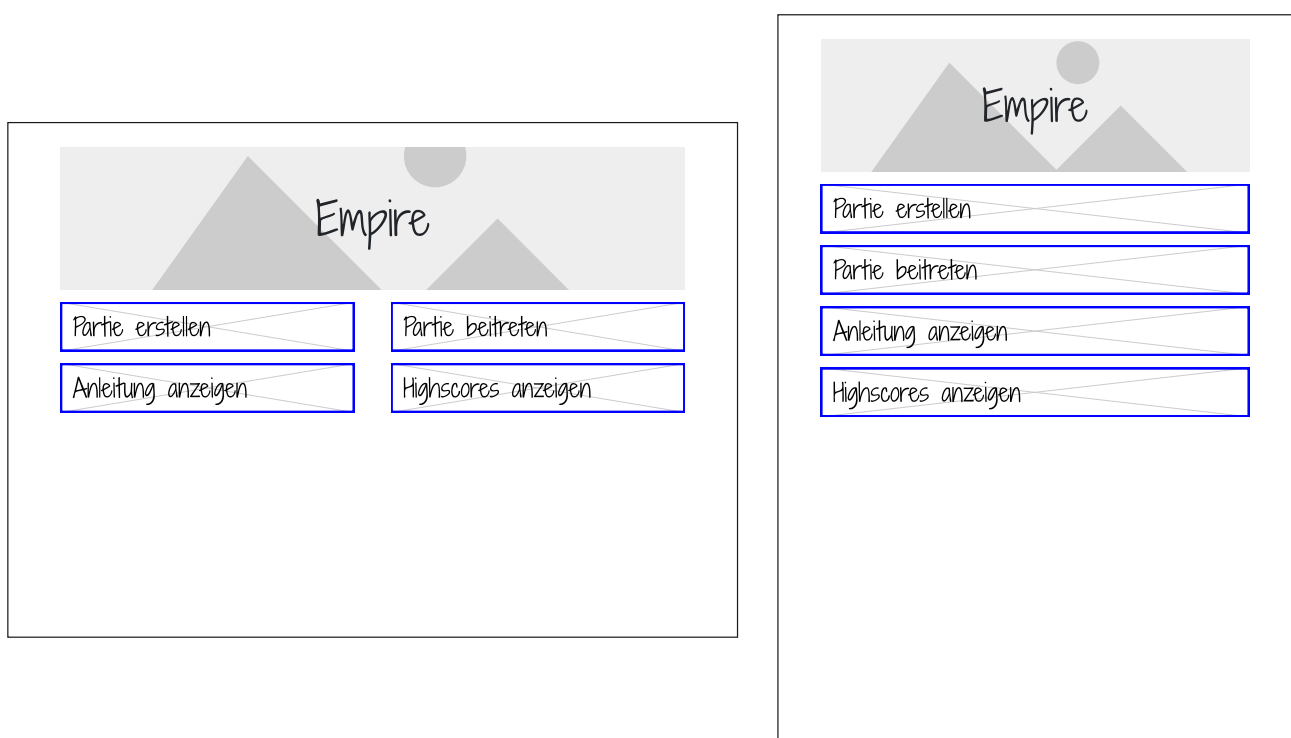 Empire
Partie erstellen
Partie beitreten
Anleitung anzeigen
Highscores anzeigen
Empire
Partie erstellen
Partie beitreten
Anleitung anzeigen
Highscores anzeigen